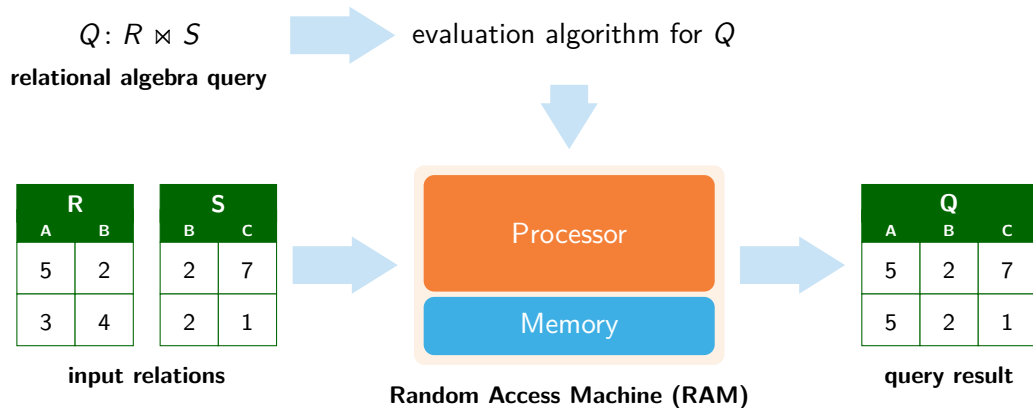 Q: R ⋈ S
evaluation algorithm for Q
relational algebra query
R
A B
5 2
3 4
S
B C
2 7
2 1
input relations
Processor
Memory
Random Access Machine (RAM)
Q
A B C
5 2 7
5 2 1
query result